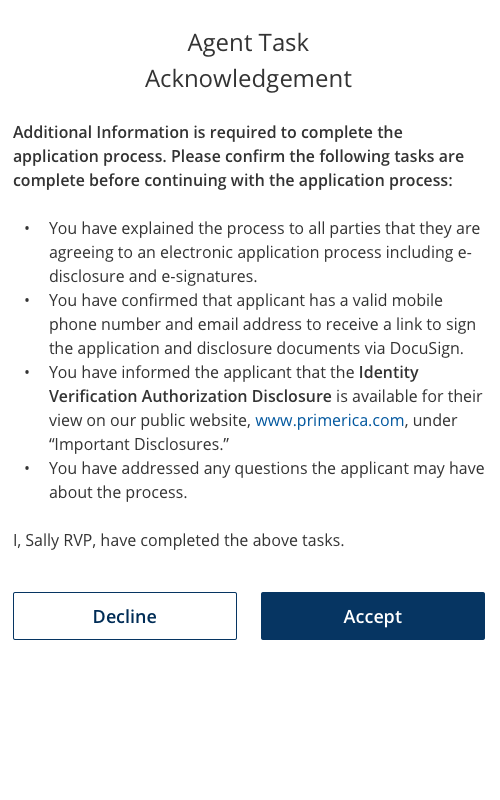 Agent Task
Acknowledgement
Additional Information is required to complete the
application process. Please confirm the following tasks are
complete before continuing with the application process:
• You have explained the process to all parties that they are
agreeing to an electronic application process including e-
disclosure and e-signatures.
• You have confirmed that applicant has a valid mobile
phone number and email address to receive a link to sign
the application and disclosure documents via DocuSign.
• You have informed the applicant that the Identity
Verification Authorization Disclosure is available for their
view on our public website, www.primerica.com, under
“Important Disclosures.”
• You have addressed any questions the applicant may have
about the process.
I, Sally RVP, have completed the above tasks.
Decline
Accept